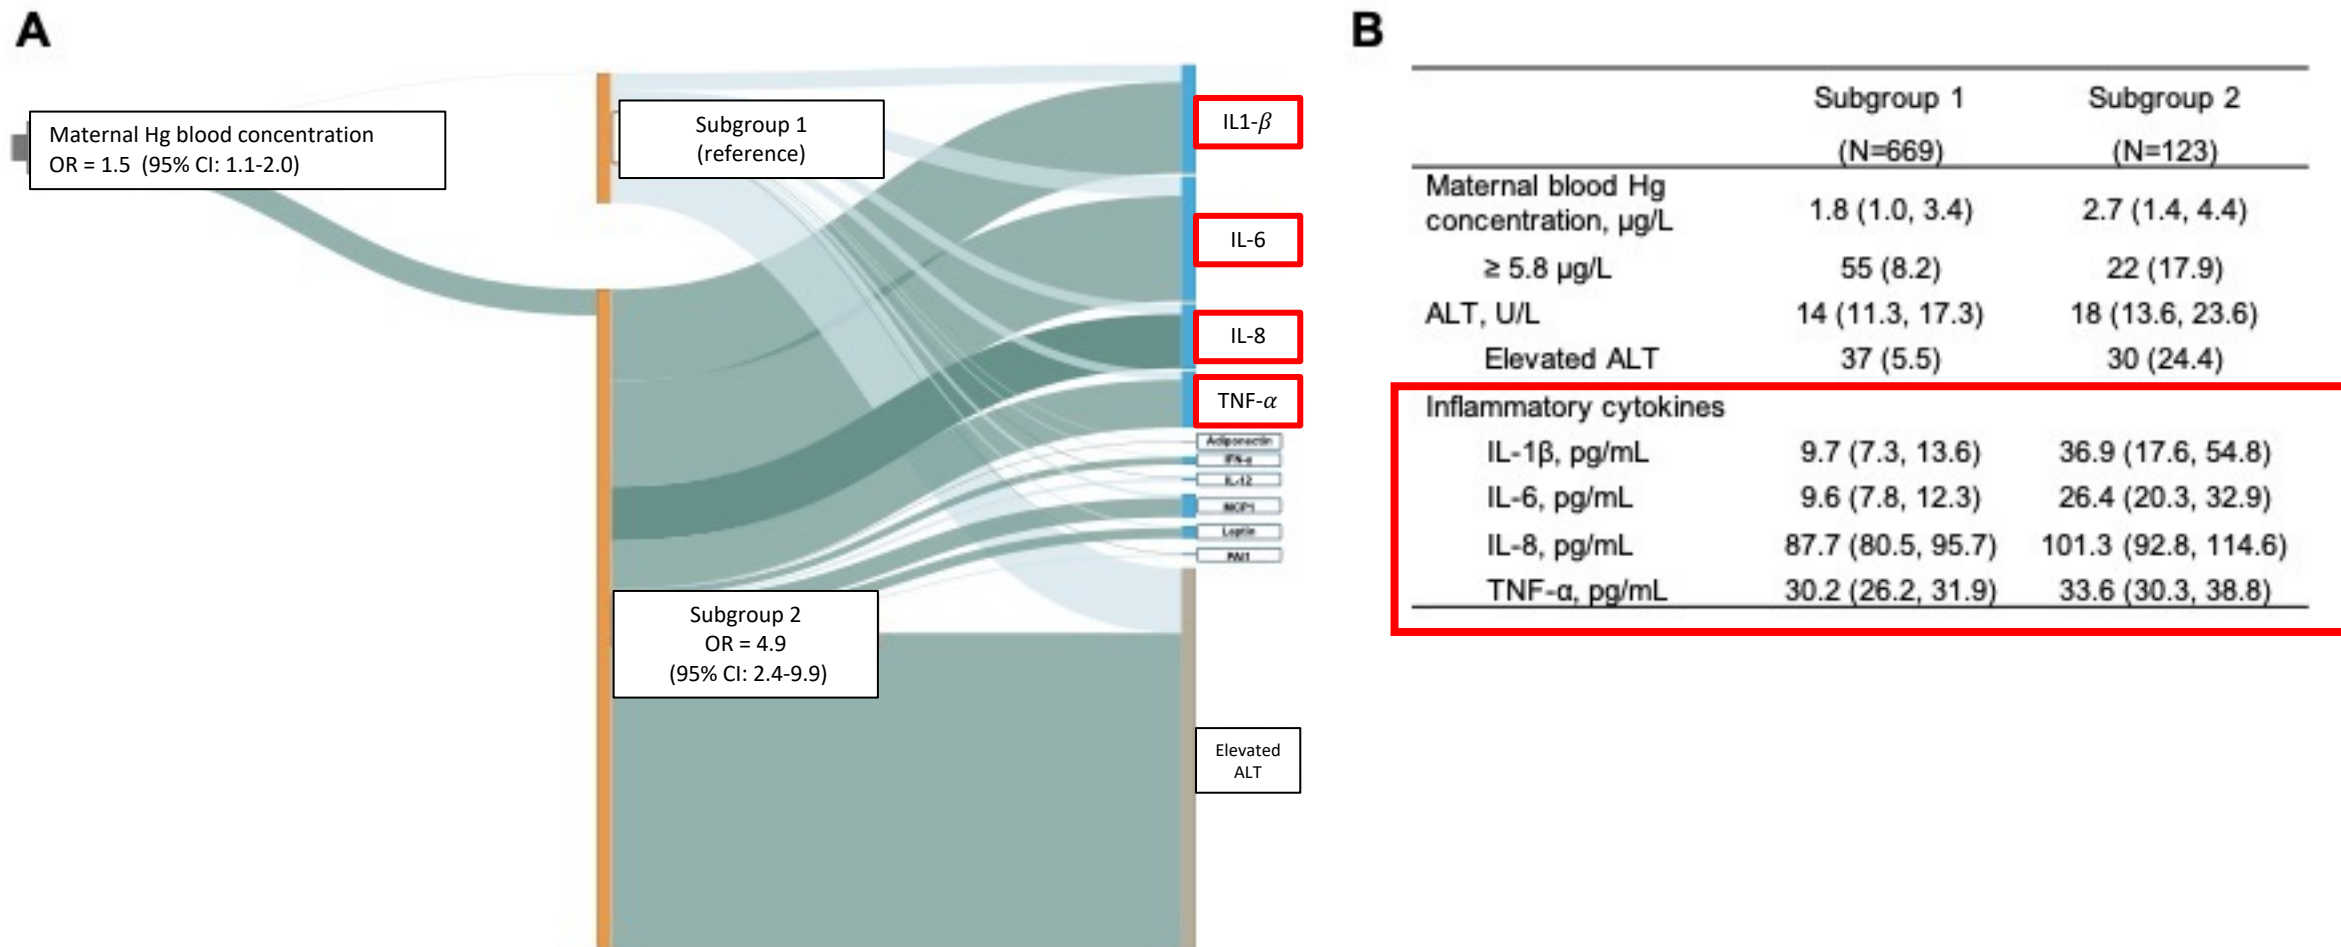 A
Maternal Hg blood concentration
OR = 1.5 (95% CI: 1.1-2.0)
Subgroup 1
(reference)
Subgroup 2
OR = 4.9
(95% CI: 2.4-9.9)
IL1-β
IL-6
IL-8
TNF-α
Adiponectin
IFN-α
IL-12
MCP1
Leptin
PAI1
Elevated
ALT
B
Subgroup 1 Subgroup 2
(N=669) (N=123)
Maternal blood Hg
concentration, µg/L 1.8 (1.0, 3.4) 2.7 (1.4, 4.4)
≥ 5.8 µg/L 55 (8.2) 22 (17.9)
ALT, U/L 14 (11.3, 17.3) 18 (13.6, 23.6)
Elevated ALT 37 (5.5) 30 (24.4)
Inflammatory cytokines
IL-1β, pg/mL 9.7 (7.3, 13.6) 36.9 (17.6, 54.8)
IL-6, pg/mL 9.6 (7.8, 12.3) 26.4 (20.3, 32.9)
IL-8, pg/mL 87.7 (80.5, 95.7) 101.3 (92.8, 114.6)
TNF-α, pg/mL 30.2 (26.2, 31.9) 33.6 (30.3, 38.8)